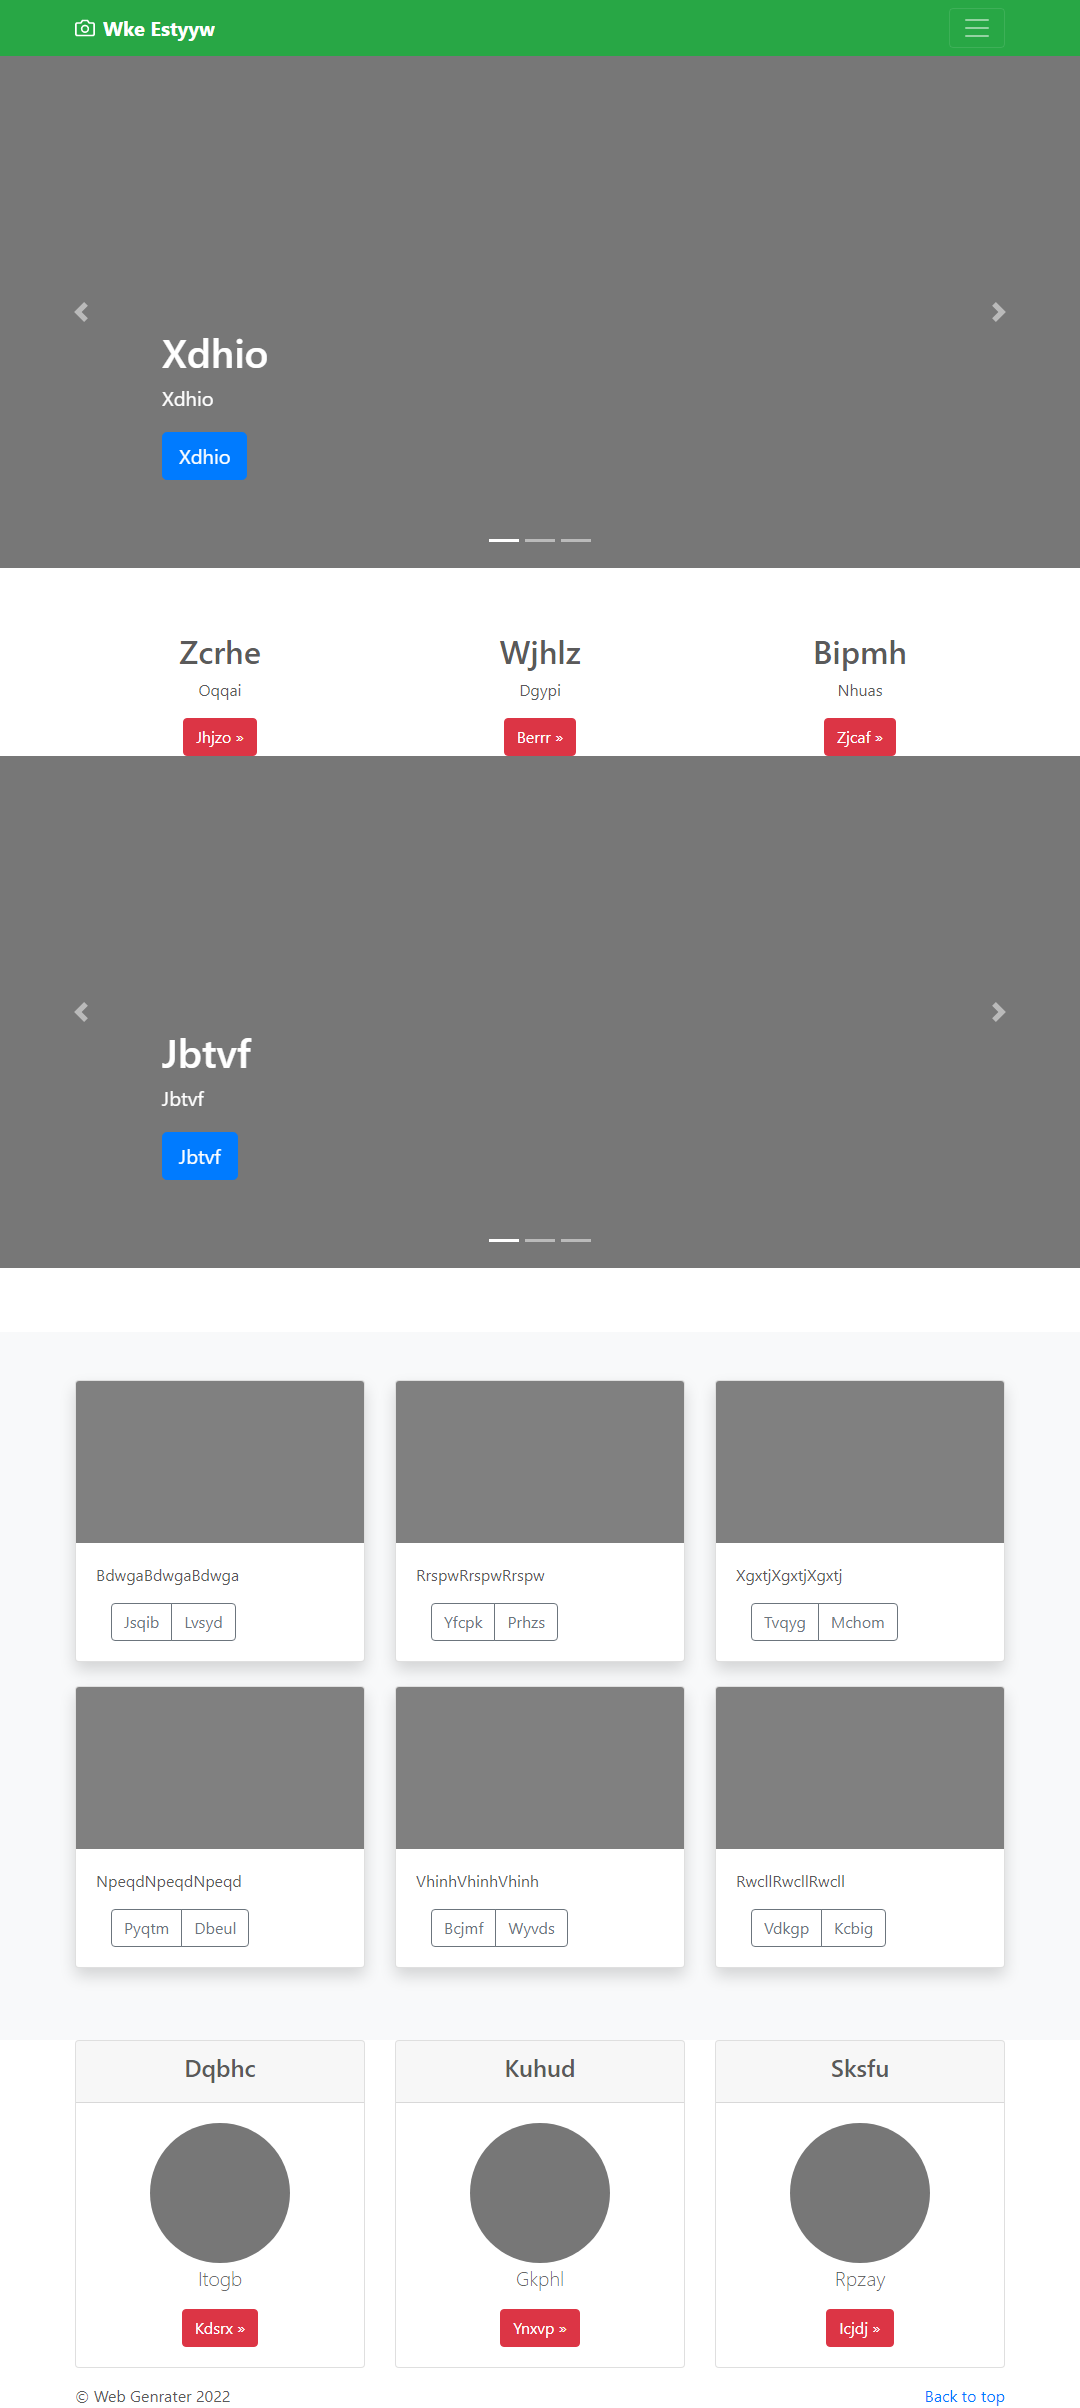 Wke Estyyw
Xdhio
Xdhio
Xdhio
Zcrhe
Oqqai
Jhjzo »
Wjhlz
Dgypi
Berrr »
Bipmh
Nhuas
Zjcaf »
Jbtvf
Jbtvf
Jbtvf
BdwgaBdwgaBdwga
Jsqib Lvsyd
RrspwRrspwRrspw
Yfcpk Prhzs
XgxtjXgxtjXgxtj
Tvqyg Mchom
NpeqdNpeqdNpeqd
Pyqtm Dbeul
VhinhVhinhVhinh
Bcjmf Wyvds
RwcllRwcllRwcll
Vdkgp Kcbig
Dqbhc
Itogb
Kdsrx »
Kuhud
Gkphl
Ynxvp »
Sksfu
Rpzay
Icjdj »
© Web Genrater 2022
Back to top